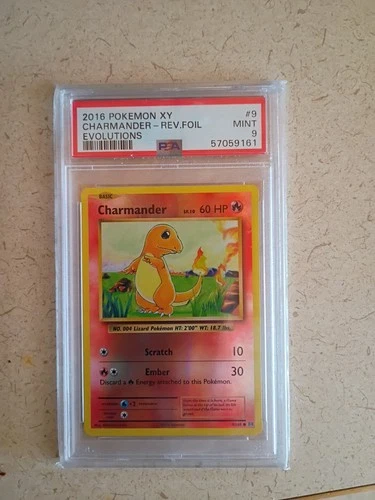 2016 POKEMON XY #9
CHARMANDER - REV.FOIL MINT
EVOLUTIONS 9
PSA 57059161
BASIC
Charmander 60 HP
NO. 004 Lizard Pokémon HT: 2'00" WT: 18.7 lbs.
Scratch 10
Ember 30
Discard a Energy attached to this Pokémon.